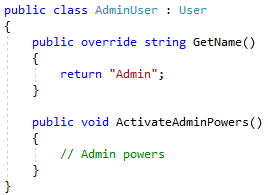 public class AdminUser : User
{
    public override string GetName()
    {
        return "Admin";
    }

    public void ActivateAdminPowers()
    {
        // Admin powers
    }
}